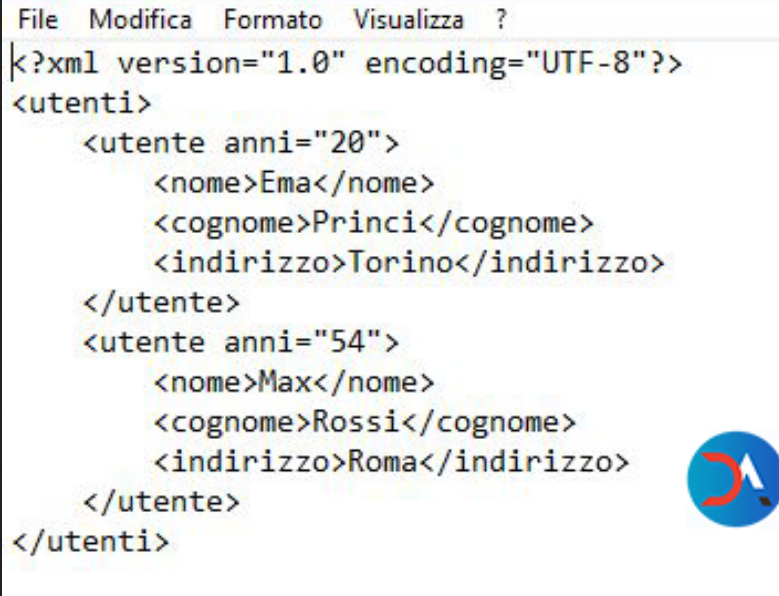 File Modifica Formato Visualizza ?
<?xml version="1.0" encoding="UTF-8"?>
<utenti>
    <utente anni="20">
        <nome>Ema</nome>
        <cognome>Princi</cognome>
        <indirizzo>Torino</indirizzo>
    </utente>
    <utente anni="54">
        <nome>Max</nome>
        <cognome>Rossi</cognome>
        <indirizzo>Roma</indirizzo>
    </utente>
</utenti>